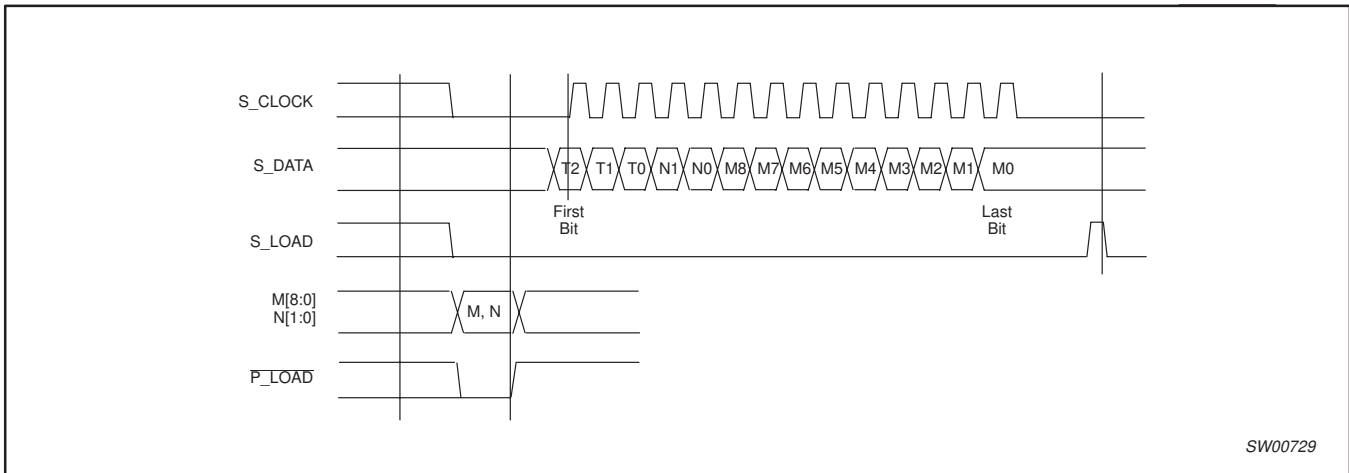 S_CLOCK
S_DATA
T2 T1 T0 N1 N0 M8 M7 M6 M5 M4 M3 M2 M1 M0
First
Bit
Last
Bit
S_LOAD
M[8:0]
N[1:0]
M, N
P_LOAD
SW00729